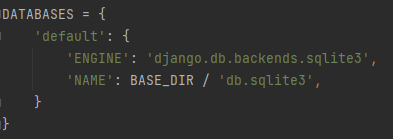 DATABASES = {
    'default': {
        'ENGINE': 'django.db.backends.sqlite3',
        'NAME': BASE_DIR / 'db.sqlite3',
    }
}